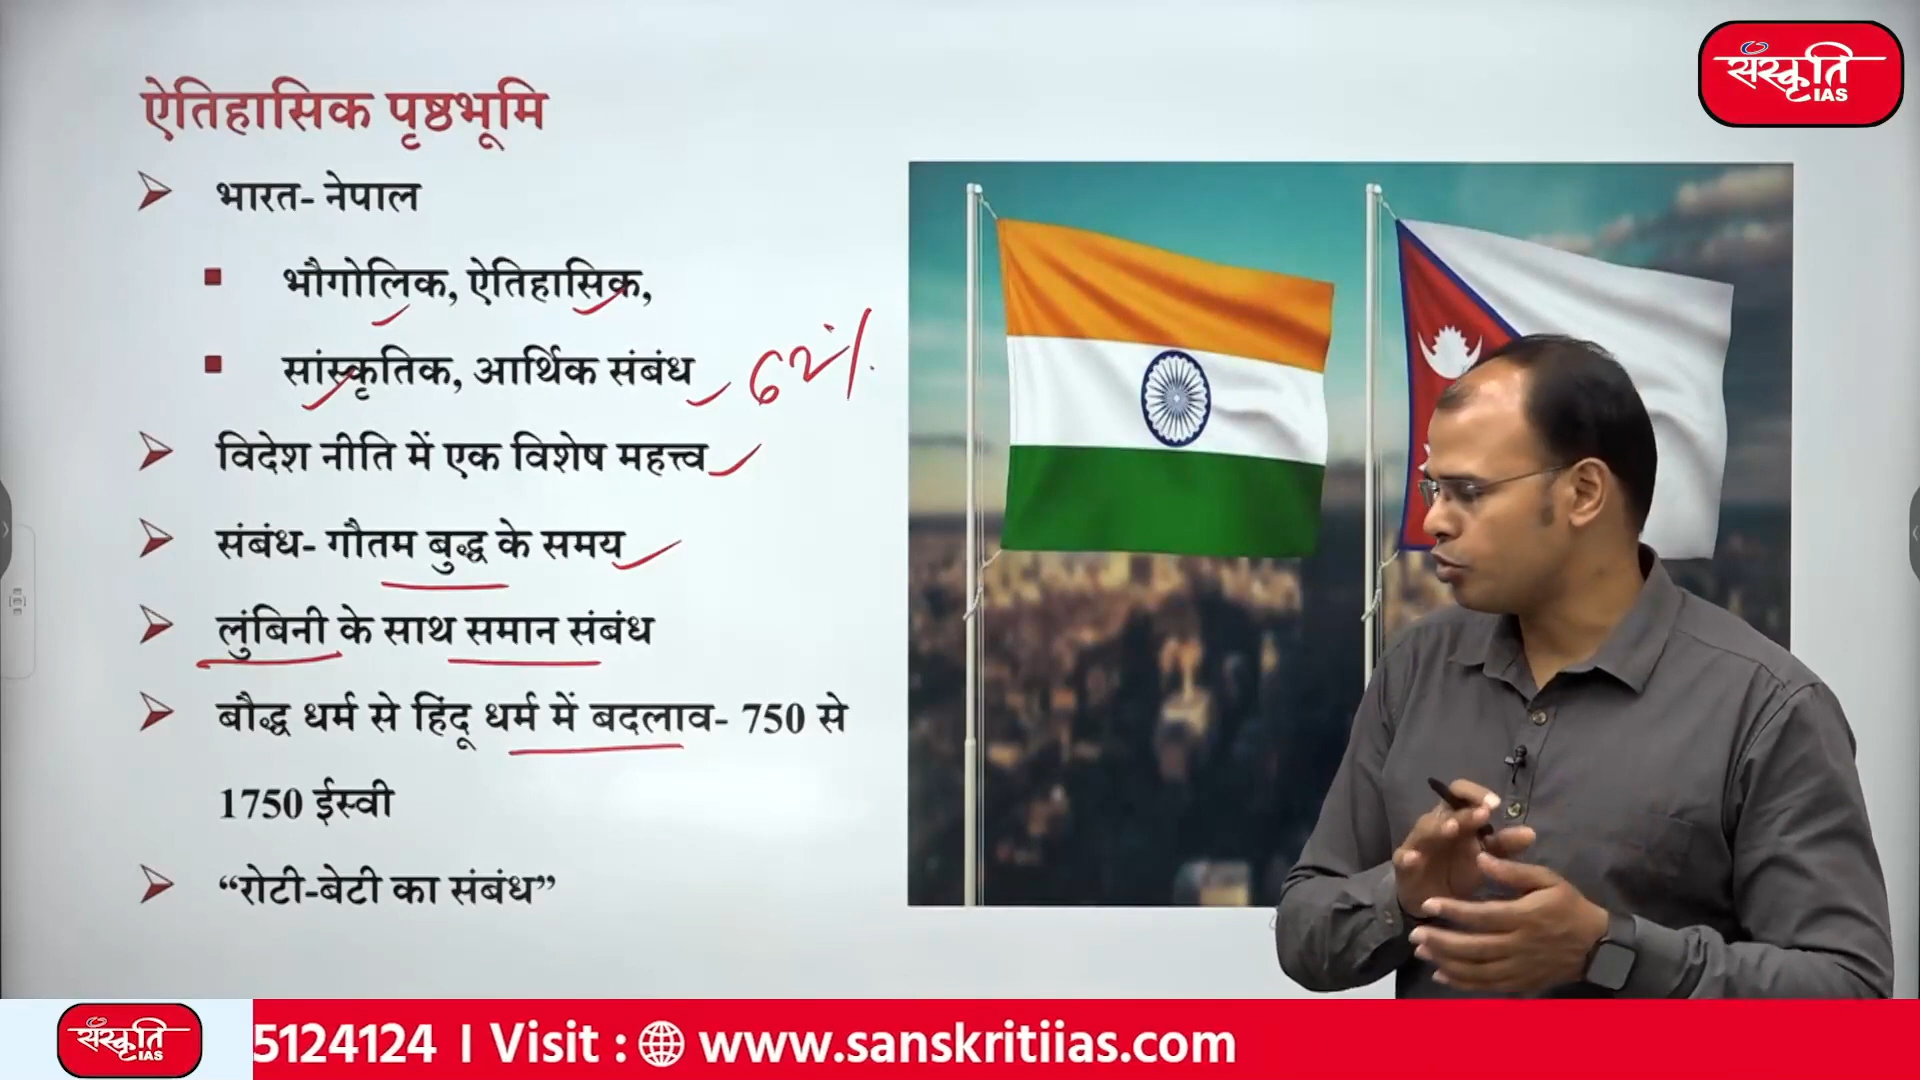 संस्कृति
IAS
ऐतिहासिक पृष्ठभूमि
भारत- नेपाल
भौगोलिक, ऐतिहासिक,
सांस्कृतिक, आर्थिक संबंध 62%
विदेश नीति में एक विशेष महत्त्व
संबंध- गौतम बुद्ध के समय
लुंबिनी के साथ समान संबंध
बौद्ध धर्म से हिंदू धर्म में बदलाव- 750 से
1750 ईस्वी
“रोटी-बेटी का संबंध”
संस्कृति
IAS
5124124 | Visit : www.sanskritiias.com